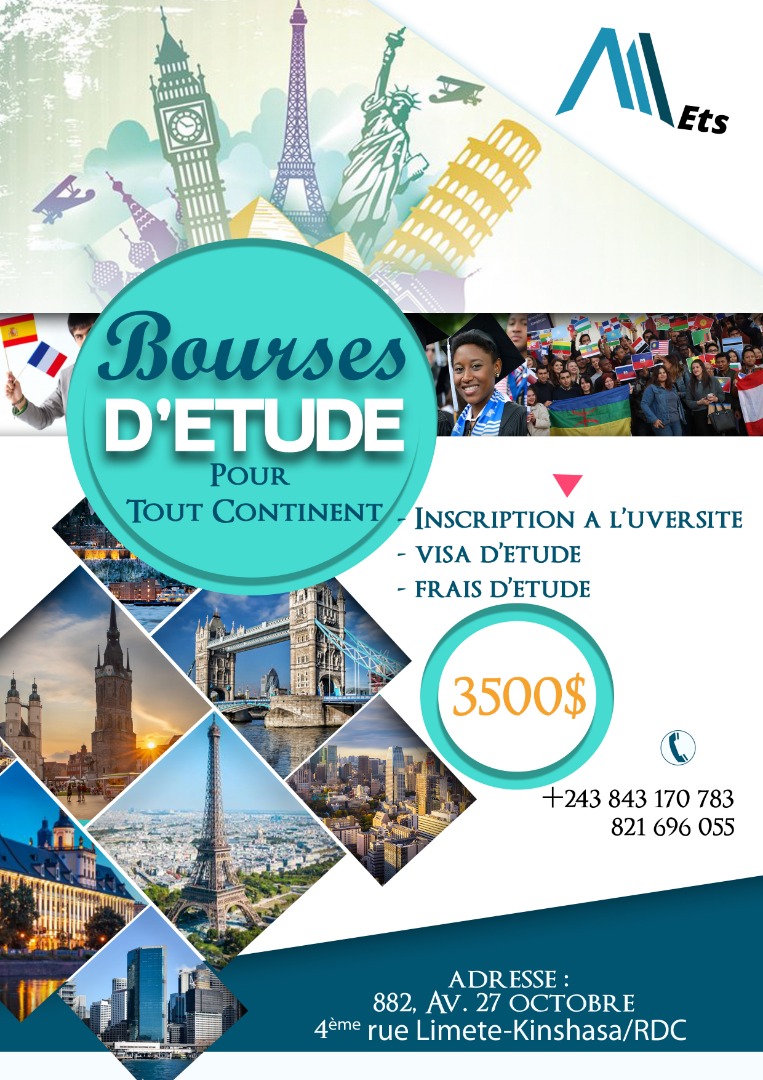 Ets
Bourses
D'ETUDE
POUR
TOUT CONTINENT
- INSCRIPTION A L'UVERSITE
- VISA D'ETUDE
- FRAIS D'ETUDE
3500$
+243 843 170 783
821 696 055
ADRESSE :
882, AV. 27 OCTOBRE
4ème rue Limete-Kinshasa/RDC